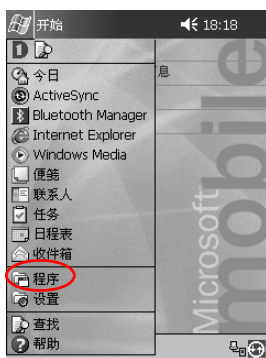 开始 18:18
今日
息
ActiveSync
Bluetooth Manager
Internet Explorer
Windows Media
便笺
联系人
任务
日程表
收件箱
程序
设置
查找
帮助
Microsoft
mobile